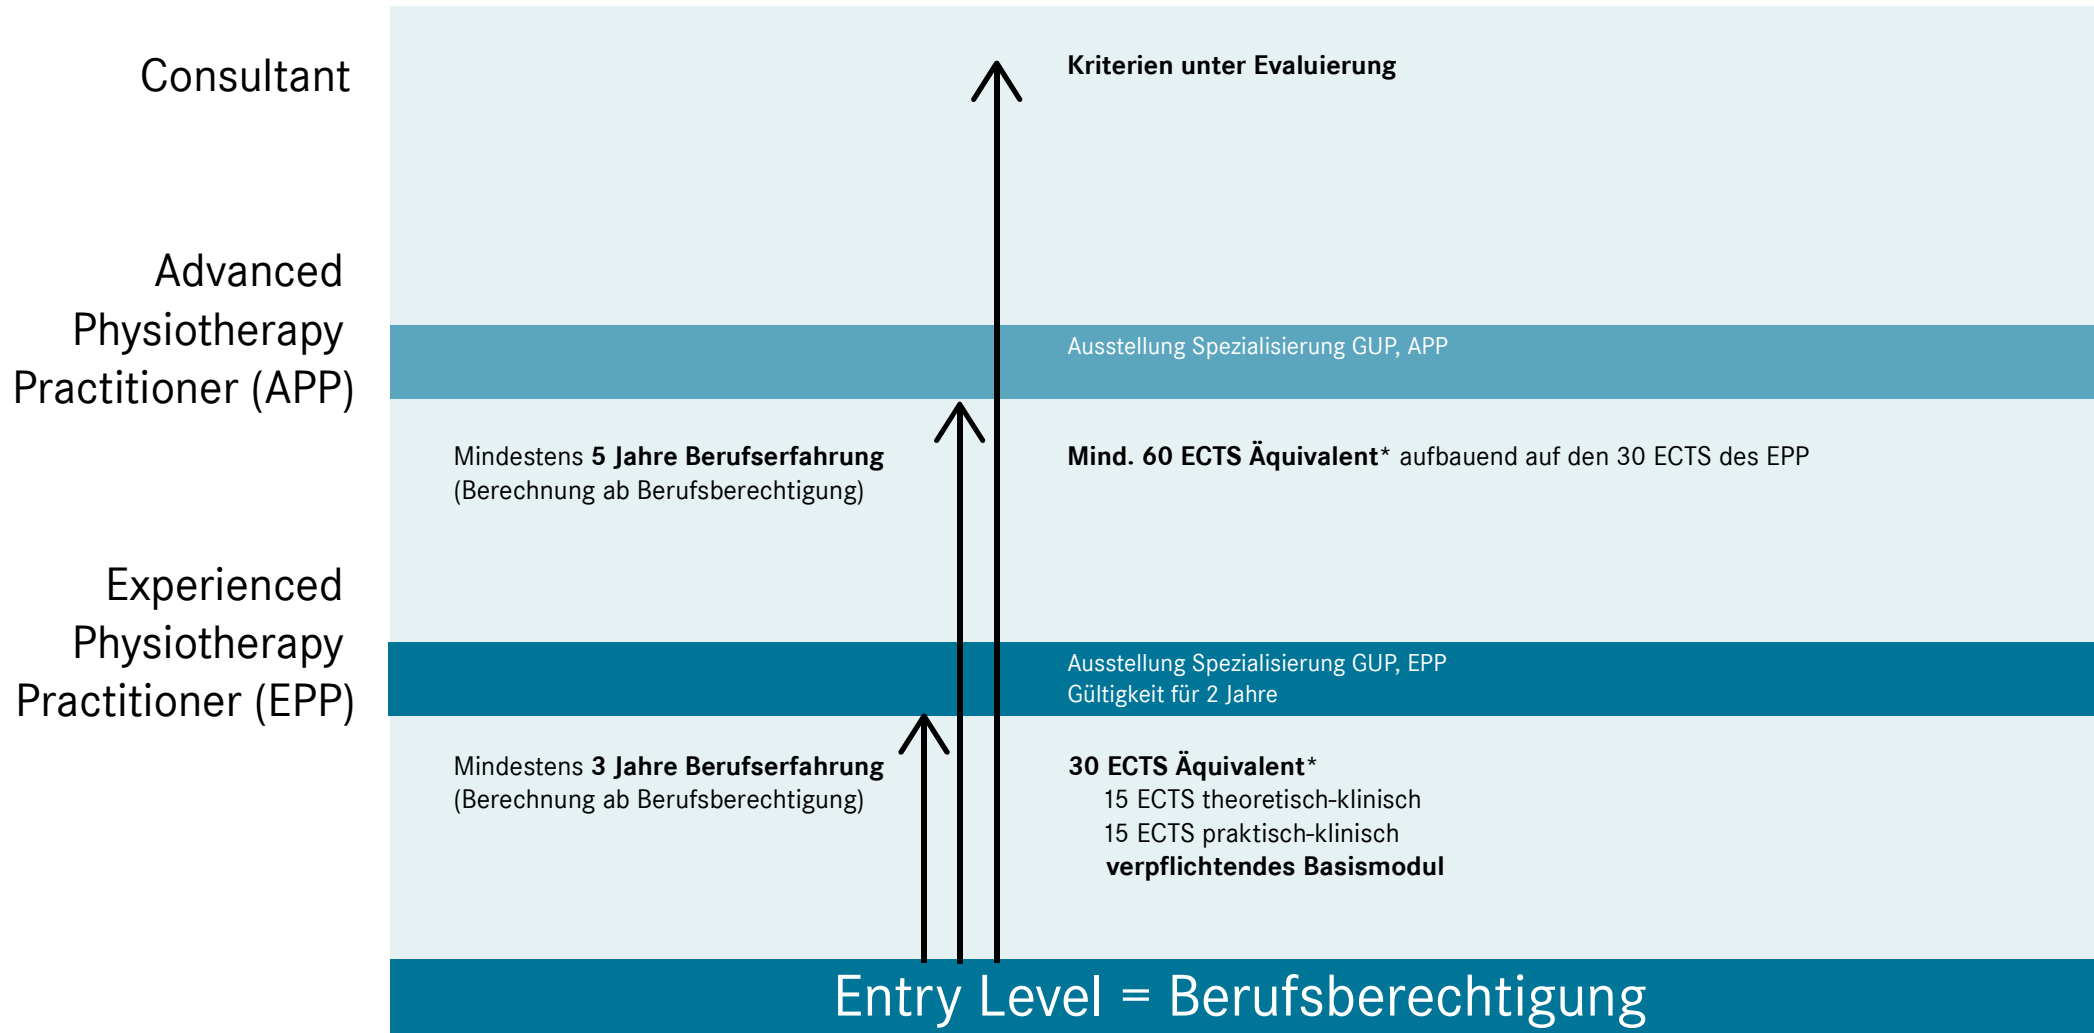 Consultant
Kriterien unter Evaluierung
Advanced
Physiotherapy
Practitioner (APP)
Ausstellung Spezialisierung GUP, APP
Mindestens 5 Jahre Berufserfahrung
(Berechnung ab Berufsberechtigung)
Mind. 60 ECTS Äquivalent* aufbauend auf den 30 ECTS des EPP
Experienced
Physiotherapy
Practitioner (EPP)
Ausstellung Spezialisierung GUP, EPP
Gültigkeit für 2 Jahre
Mindestens 3 Jahre Berufserfahrung
(Berechnung ab Berufsberechtigung)
30 ECTS Äquivalent*
15 ECTS theoretisch-klinisch
15 ECTS praktisch-klinisch
verpflichtendes Basismodul
Entry Level = Berufsberechtigung